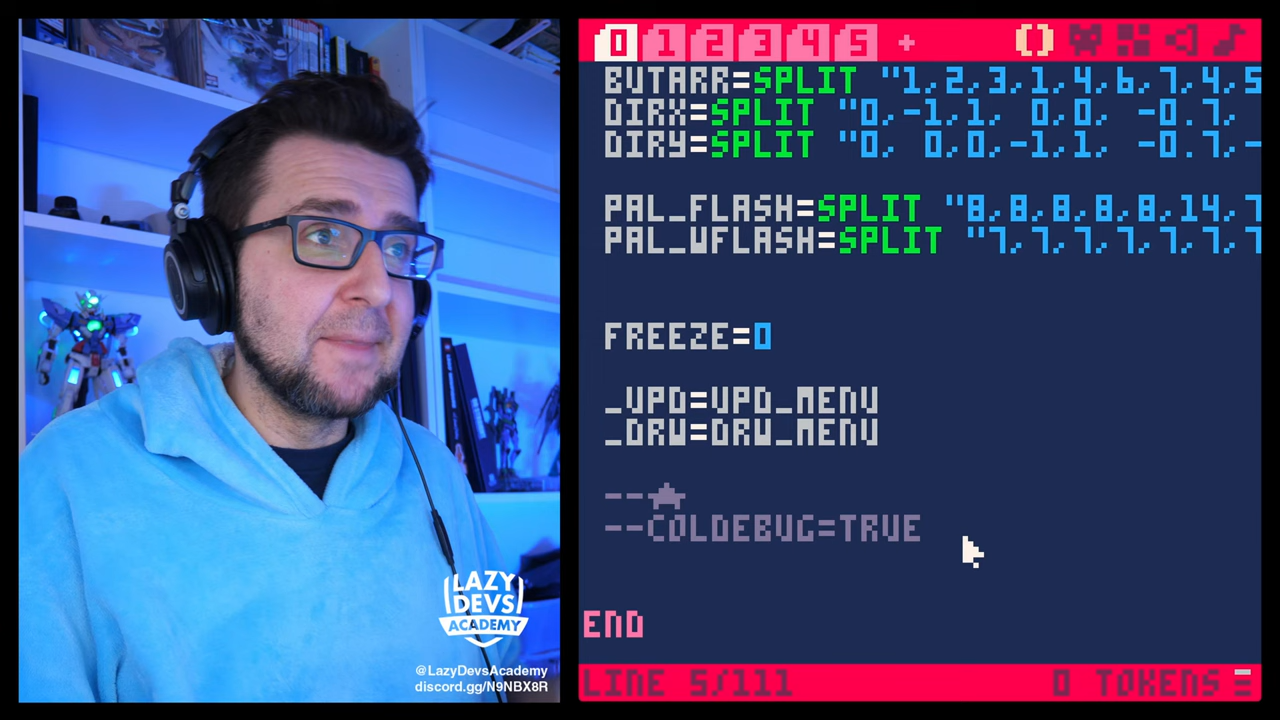 0 1 2 3 4 5 +
BUTARR=SPLIT "1,2,3,1,4,6,7,4,5
DIRX=SPLIT "0,-1,1, 0,0, -0.7,
DIRY=SPLIT "0, 0,0,-1,1, -0.7,-
PAL_FLASH=SPLIT "8,8,8,8,8,14,7
PAL_WFLASH=SPLIT "7,7,7,7,7,7,7
FREEZE=0
_UPD=UPD_MENU
_DRW=DRW_MENU
--
--COLDEBUG=TRUE
END
LINE 5/111
0 TOKENS
LAZY
DEVS
ACADEMY
@LazyDevsAcademy
discord.gg/N9NBX8R